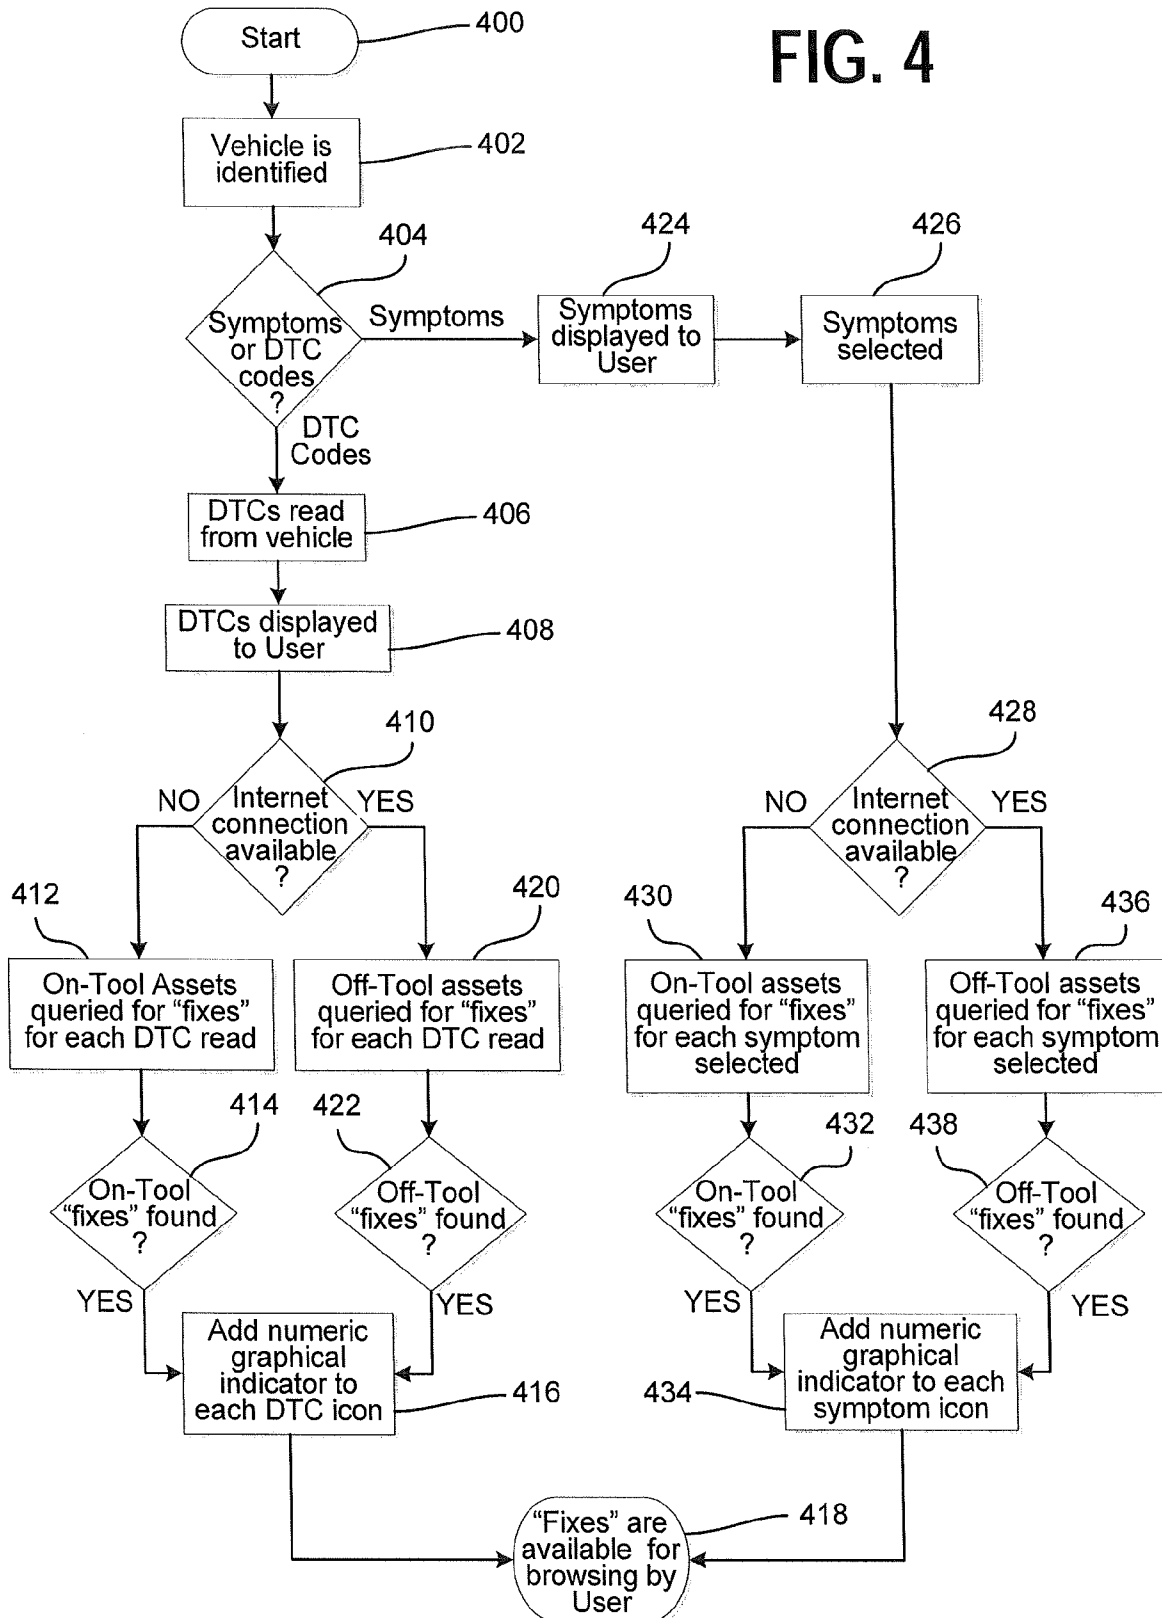 FIG. 4
Start
400
Vehicle is
identified
402
404
Symptoms
or DTC
codes
?
Symptoms
424
Symptoms
displayed to
User
426
Symptoms
selected
DTC
Codes
DTCs read
from vehicle
406
DTCs displayed
to User
408
410
Internet
connection
available
?
NO
YES
428
Internet
connection
available
?
NO
YES
412
On-Tool Assets
queried for “fixes”
for each DTC read
420
Off-Tool assets
queried for “fixes”
for each DTC read
430
On-Tool assets
queried for “fixes”
for each symptom
selected
436
Off-Tool assets
queried for “fixes”
for each symptom
selected
414
On-Tool
“fixes” found
?
YES
422
Off-Tool
“fixes” found
?
YES
432
On-Tool
“fixes” found
?
YES
438
Off-Tool
“fixes” found
?
YES
Add numeric
graphical
indicator to
each DTC icon
416
Add numeric
graphical
indicator to each
symptom icon
434
“Fixes” are
available for
browsing by
User
418